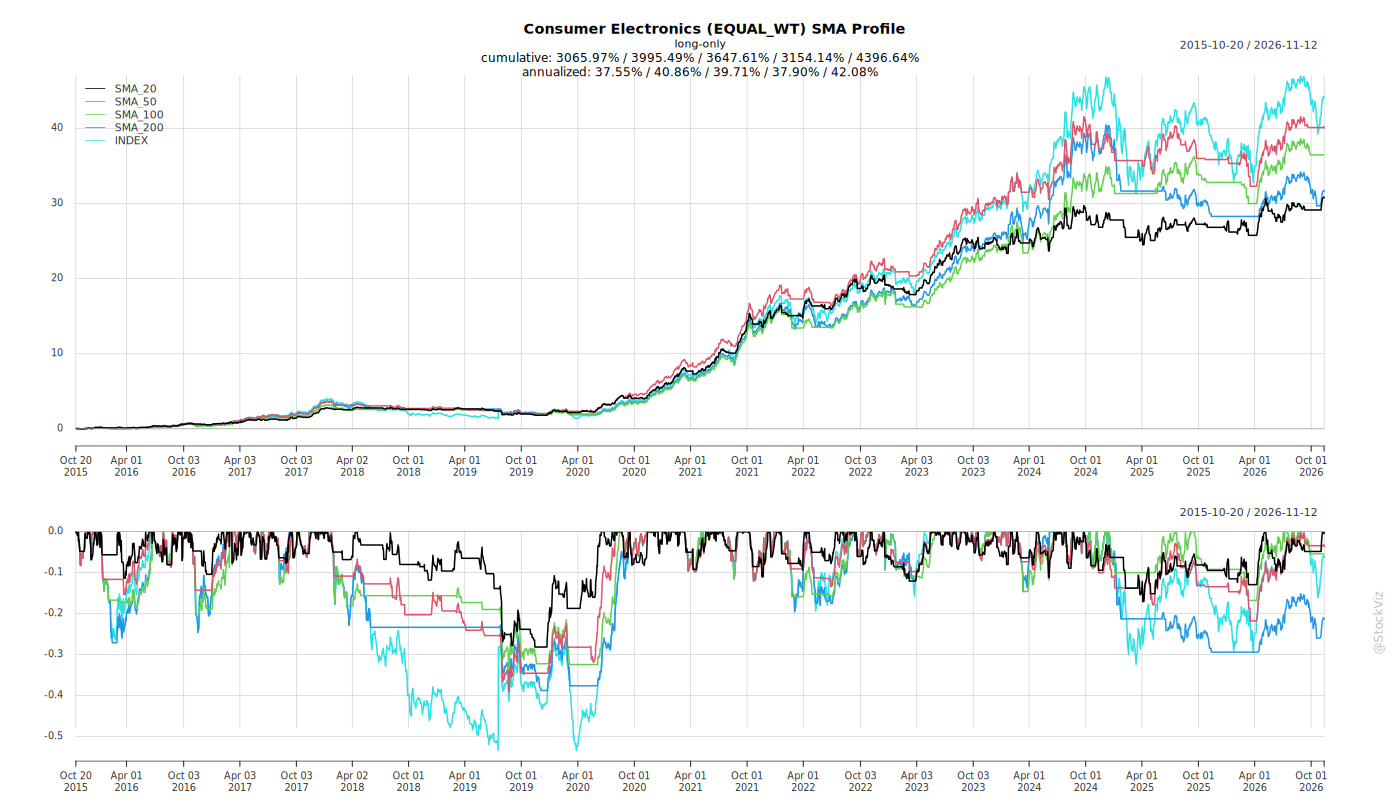 Consumer Electronics (EQUAL_WT) SMA Profile
long-only
cumulative: 3065.97% / 3995.49% / 3647.61% / 3154.14% / 4396.64%
annualized: 37.55% / 40.86% / 39.71% / 37.90% / 42.08%
2015-10-20 / 2026-11-12
SMA_20
SMA_50
SMA_100
SMA_200
INDEX
40
30
20
10
0
Oct 20 Apr 01 Oct 03 Apr 03 Oct 03 Apr 02 Oct 01 Apr 01 Oct 01 Apr 01 Oct 01 Apr 01 Oct 01 Apr 01 Oct 03 Apr 03 Oct 03 Apr 01 Oct 01 Apr 01 Oct 01 Apr 01 Oct 01
2015 2016 2016 2017 2017 2018 2018 2019 2019 2020 2020 2021 2021 2022 2022 2023 2023 2024 2024 2025 2025 2026 2026
2015-10-20 / 2026-11-12
0.0
-0.1
-0.2
-0.3
-0.4
-0.5
Oct 20 Apr 01 Oct 03 Apr 03 Oct 03 Apr 02 Oct 01 Apr 01 Oct 01 Apr 01 Oct 01 Apr 01 Oct 01 Apr 01 Oct 03 Apr 03 Oct 03 Apr 01 Oct 01 Apr 01 Oct 01 Apr 01 Oct 01
2015 2016 2016 2017 2017 2018 2018 2019 2019 2020 2020 2021 2021 2022 2022 2023 2023 2024 2024 2025 2025 2026 2026
@StockViz